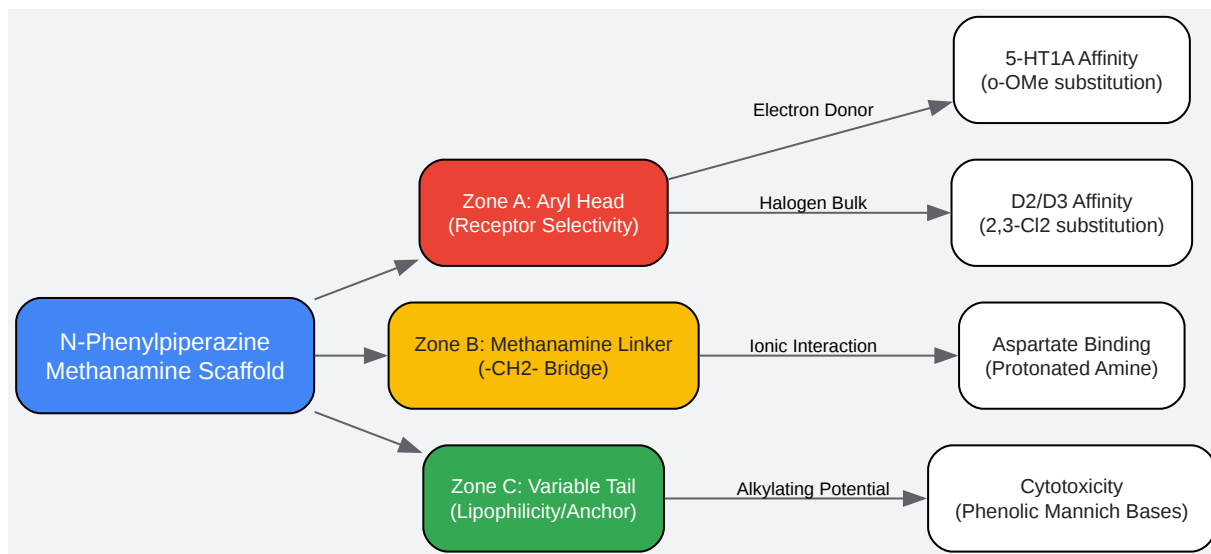 N-Phenylpiperazine
Methanamine Scaffold
Zone A: Aryl Head
(Receptor Selectivity)
Electron Donor
5-HT1A Affinity
(o-OMe substitution)
Halogen Bulk
D2/D3 Affinity
(2,3-Cl2 substitution)
Zone B: Methanamine Linker
(-CH2- Bridge)
Ionic Interaction
Aspartate Binding
(Protonated Amine)
Zone C: Variable Tail
(Lipophilicity/Anchor)
Alkylating Potential
Cytotoxicity
(Phenolic Mannich Bases)